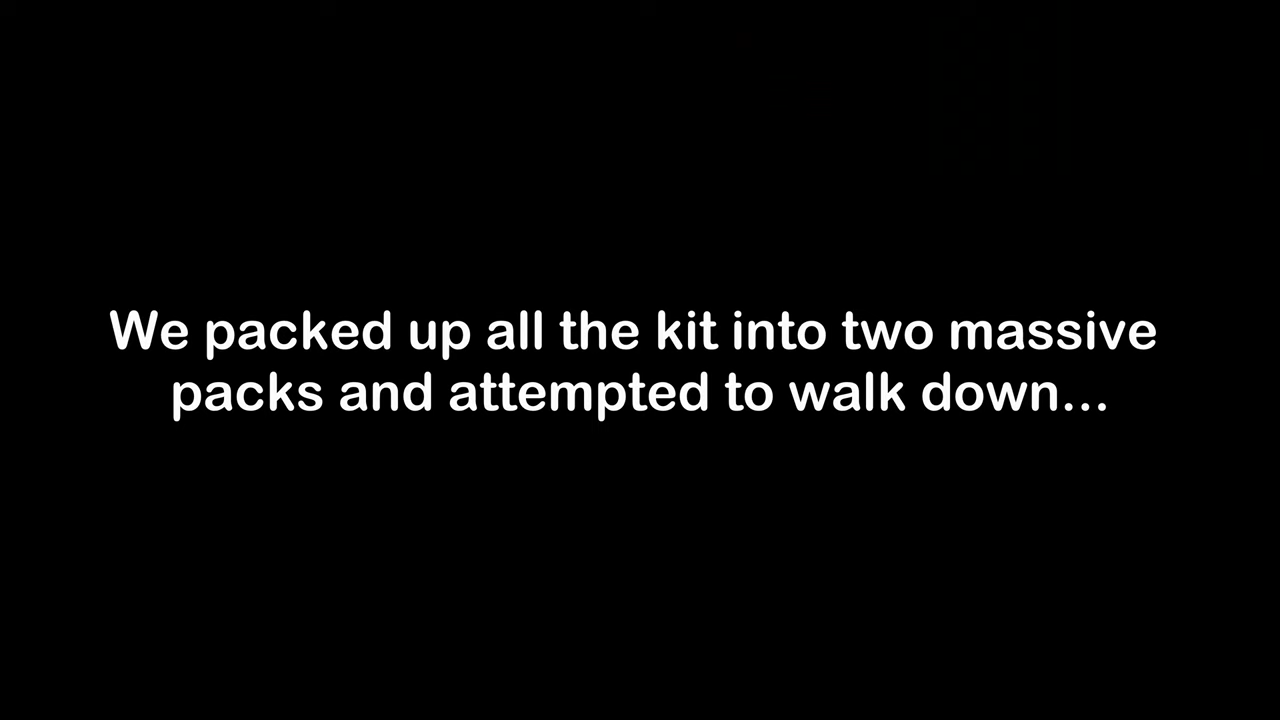 We packed up all the kit into two massive
packs and attempted to walk down...